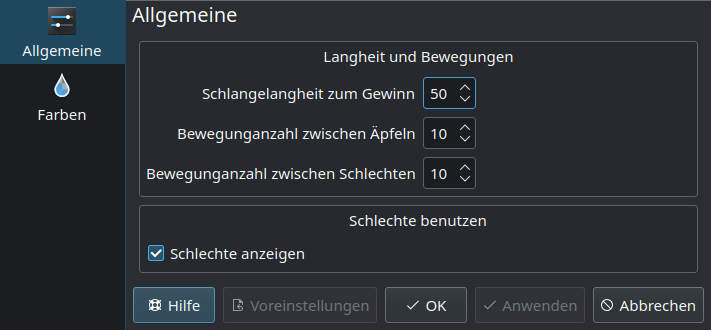 Allgemeine
Farben
Allgemeine
Langheit und Bewegungen
Schlangelangheit zum Gewinn 50
Bewegunganzahl zwischen Äpfeln 10
Bewegunganzahl zwischen Schlechten 10
Schlechte benutzen
Schlechte anzeigen
Hilfe Voreinstellungen OK Anwenden Abbrechen